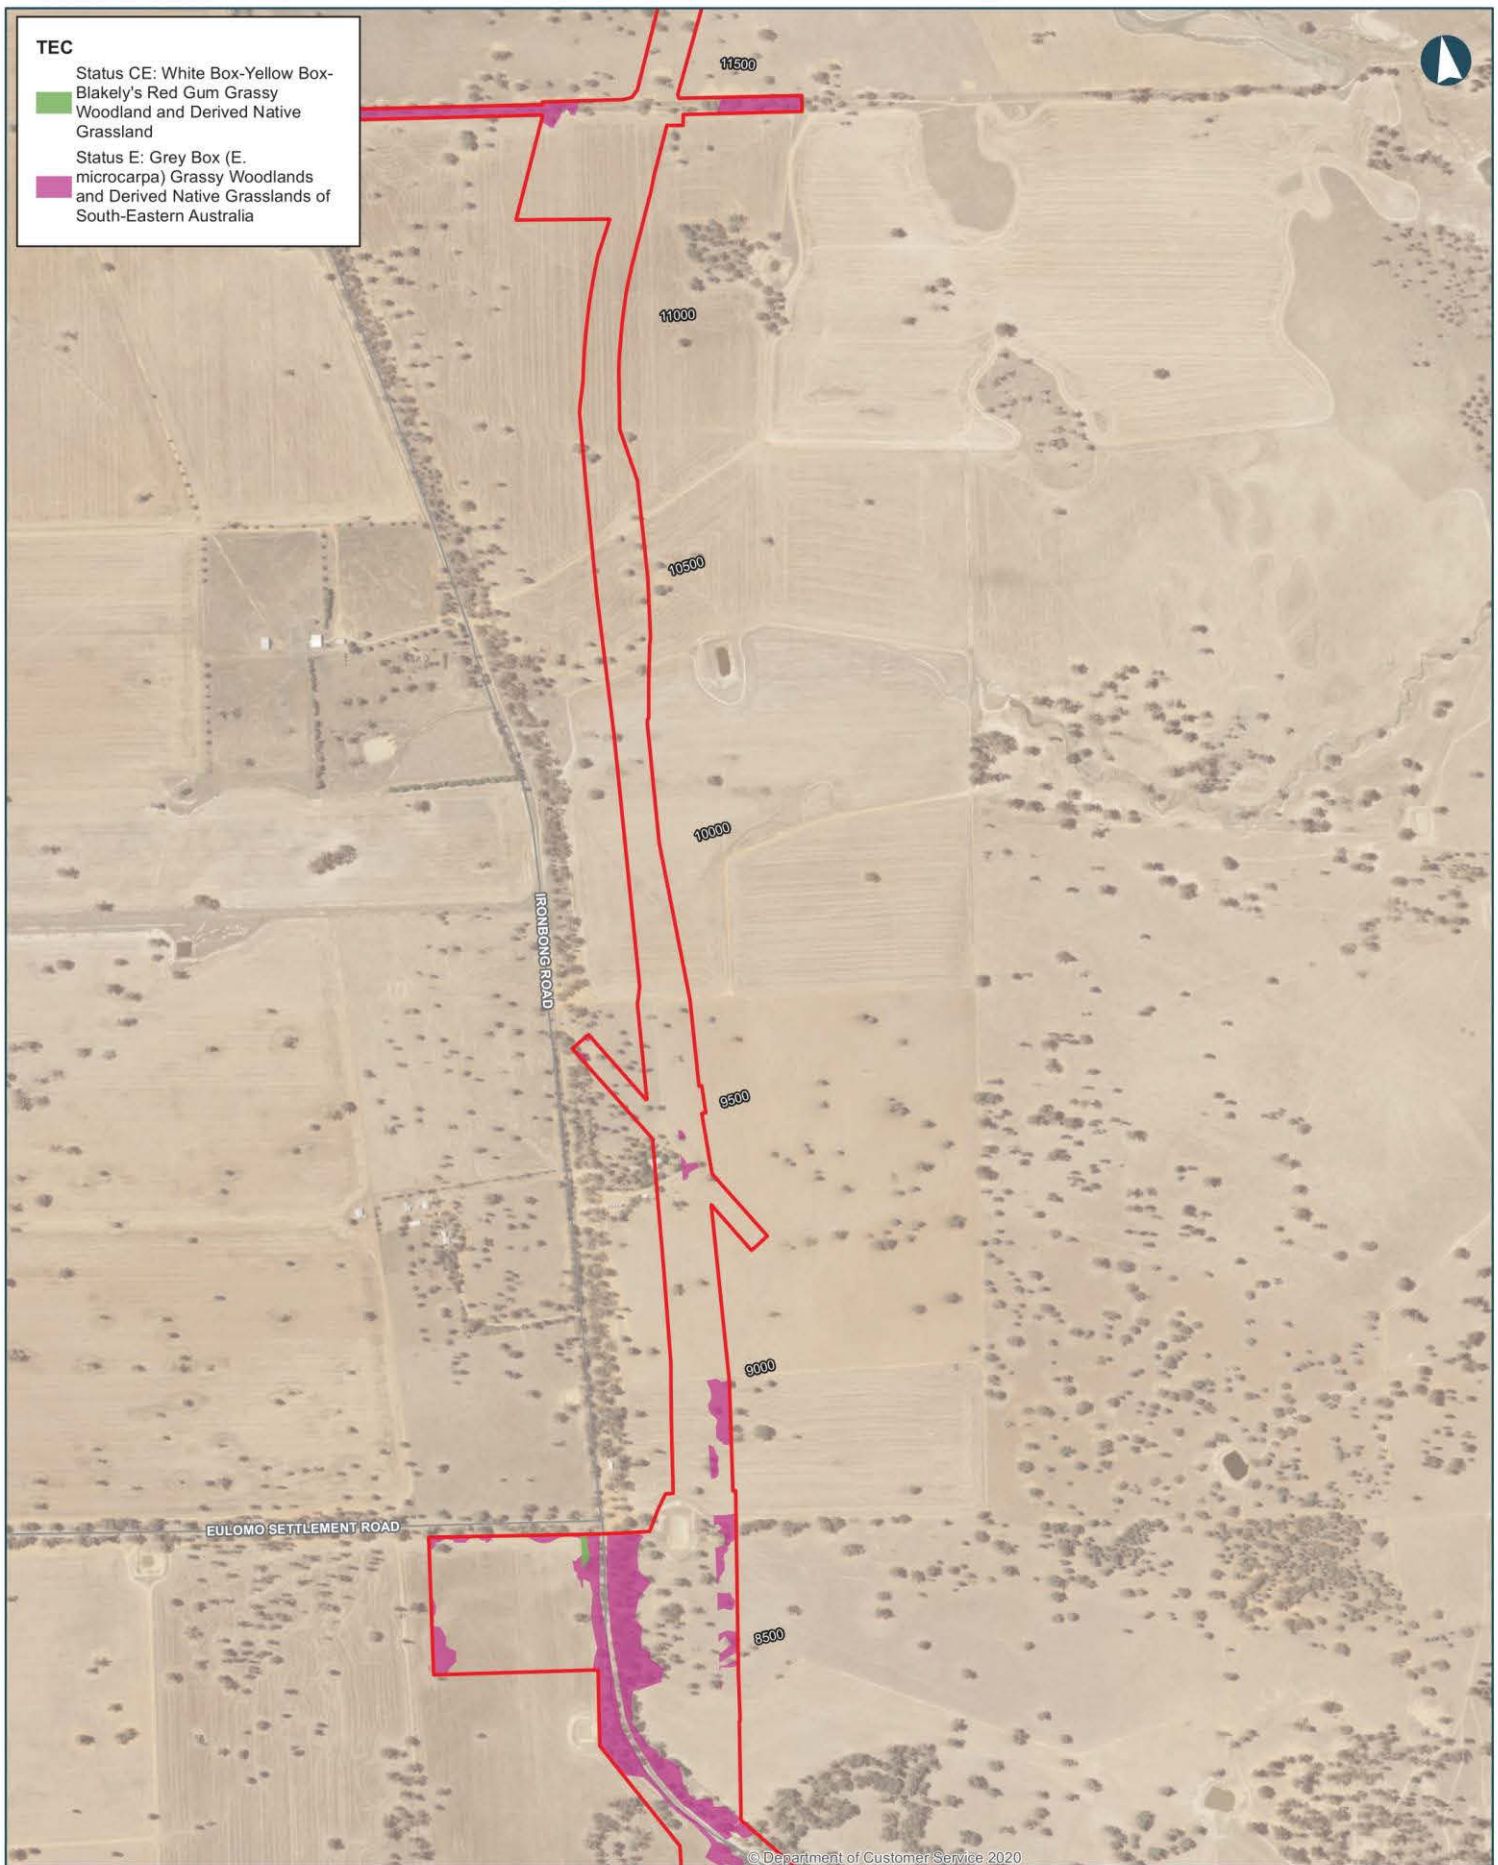 TEC
Status CE: White Box-Yellow Box-
Blakely's Red Gum Grassy
Woodland and Derived Native
Grassland
Status E: Grey Box (E.
microcarpa) Grassy Woodlands
and Derived Native Grasslands of
South-Eastern Australia
11500
11000
10500
10000
IRONBONG ROAD
9500
9000
EULOMO SETTLEMENT ROAD
8500
© Department of Customer Service 2020